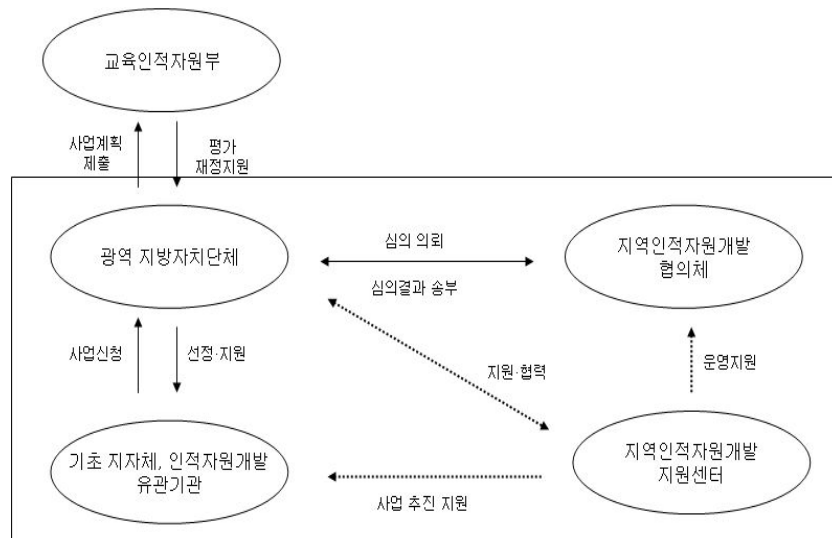 교육인적자원부
사업계획
제출
평가
재정지원
광역 지방자치단체
심의 의뢰
심의결과 송부
지역인적자원개발
협의체
사업신청
선정·지원
지원·협력
운영지원
기초 지자체, 인적자원개발
유관기관
사업 추진 지원
지역인적자원개발
지원센터